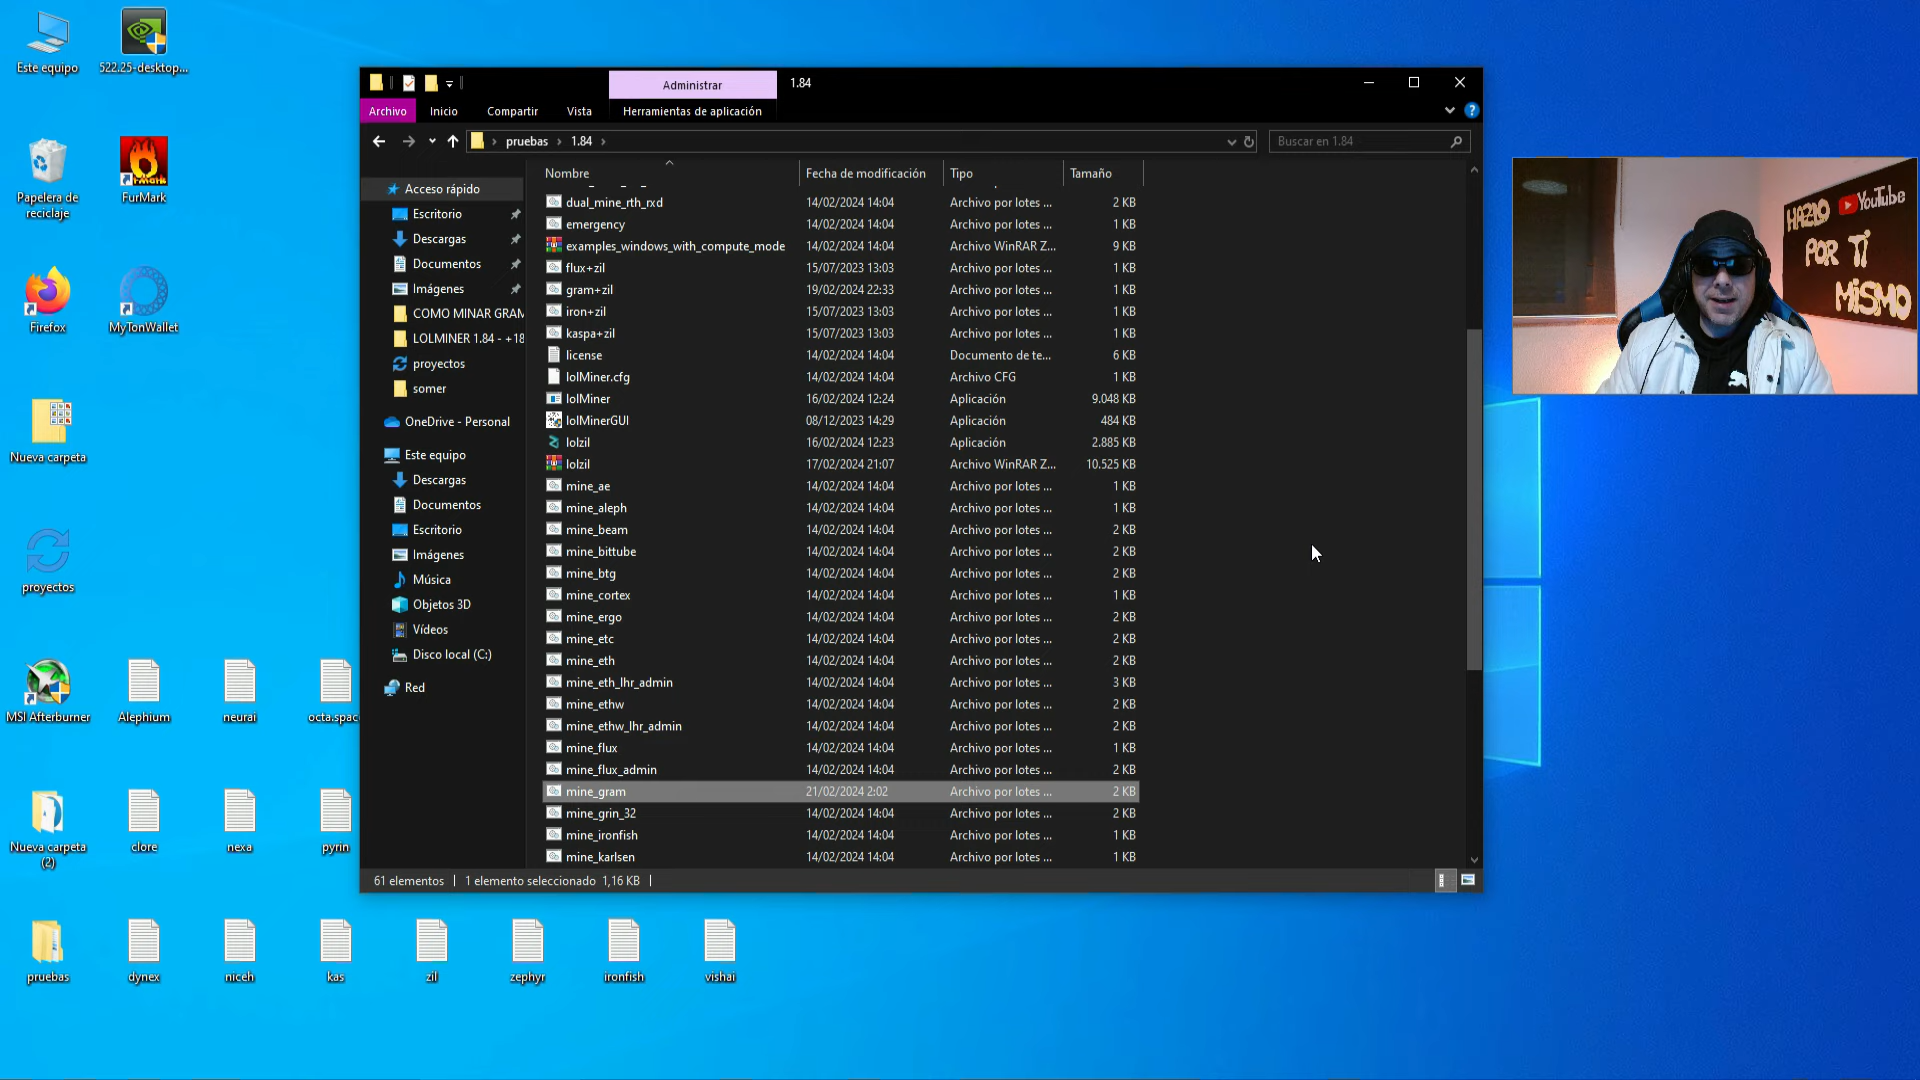 Este equipo
522.25-desktop...
Papelera de reciclaje
FurMark
Firefox
MyTonWallet
Nueva carpeta
proyectos
MSI Afterburner
Alephium
neurai
octa.spac
Nueva carpeta (2)
clore
nexa
pyrin
pruebas
dynex
niceh
kas
zil
zephyr
ironfish
vishai
Administrar
1.84
Archivo
Inicio
Compartir
Vista
Herramientas de aplicación
pruebas > 1.84 >
Buscar en 1.84
Acceso rápido
Escritorio
Descargas
Documentos
Imágenes
COMO MINAR GRAM
LOLMINER 1.84 - +18
proyectos
somer
OneDrive - Personal
Este equipo
Descargas
Documentos
Escritorio
Imágenes
Música
Objetos 3D
Vídeos
Disco local (C:)
Red
Nombre Fecha de modificación Tipo Tamaño
dual_mine_rth_rxd 14/02/2024 14:04 Archivo por lotes ... 2 KB
emergency 14/02/2024 14:04 Archivo por lotes ... 1 KB
examples_windows_with_compute_mode 14/02/2024 14:04 Archivo WinRAR Z... 9 KB
flux+zil 15/07/2023 13:03 Archivo por lotes ... 1 KB
gram+zil 19/02/2024 22:33 Archivo por lotes ... 1 KB
iron+zil 15/07/2023 13:03 Archivo por lotes ... 1 KB
kaspa+zil 15/07/2023 13:03 Archivo por lotes ... 1 KB
license 14/02/2024 14:04 Documento de te... 6 KB
lolMiner.cfg 14/02/2024 14:04 Archivo CFG 1 KB
lolMiner 16/02/2024 12:24 Aplicación 9.048 KB
lolMinerGUI 08/12/2023 14:29 Aplicación 484 KB
lolzil 16/02/2024 12:23 Aplicación 2.885 KB
lolzil 17/02/2024 21:07 Archivo WinRAR Z... 10.525 KB
mine_ae 14/02/2024 14:04 Archivo por lotes ... 1 KB
mine_aleph 14/02/2024 14:04 Archivo por lotes ... 1 KB
mine_beam 14/02/2024 14:04 Archivo por lotes ... 2 KB
mine_bittube 14/02/2024 14:04 Archivo por lotes ... 2 KB
mine_btg 14/02/2024 14:04 Archivo por lotes ... 2 KB
mine_cortex 14/02/2024 14:04 Archivo por lotes ... 1 KB
mine_ergo 14/02/2024 14:04 Archivo por lotes ... 2 KB
mine_etc 14/02/2024 14:04 Archivo por lotes ... 2 KB
mine_eth 14/02/2024 14:04 Archivo por lotes ... 2 KB
mine_eth_lhr_admin 14/02/2024 14:04 Archivo por lotes ... 3 KB
mine_ethw 14/02/2024 14:04 Archivo por lotes ... 2 KB
mine_ethw_lhr_admin 14/02/2024 14:04 Archivo por lotes ... 2 KB
mine_flux 14/02/2024 14:04 Archivo por lotes ... 1 KB
mine_flux_admin 14/02/2024 14:04 Archivo por lotes ... 2 KB
mine_gram 21/02/2024 2:02 Archivo por lotes ... 2 KB
mine_grin_32 14/02/2024 14:04 Archivo por lotes ... 2 KB
mine_ironfish 14/02/2024 14:04 Archivo por lotes ... 1 KB
mine_karlsen 14/02/2024 14:04 Archivo por lotes ... 1 KB
61 elementos | 1 elemento seleccionado 1,16 KB |
YouTube
HAZLO
POR TI
MISMO